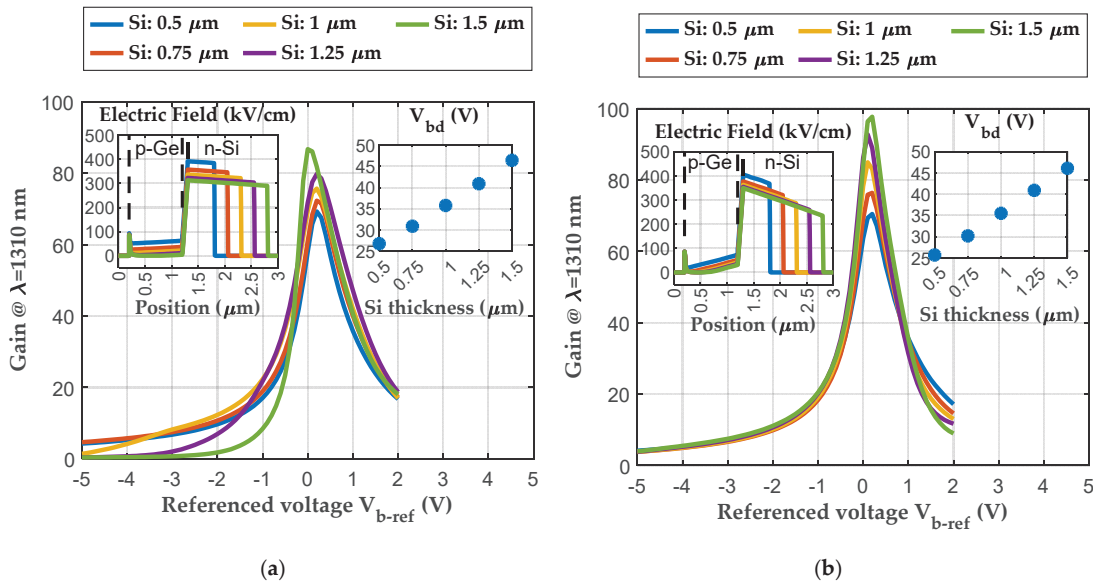 Si: 0.5 μm Si: 1 μm Si: 1.5 μm
Si: 0.75 μm Si: 1.25 μm
100
80
60
40
20
0
-5 -4 -3 -2 -1 0 1 2 3 4 5
Gain @ λ=1310 nm
Referenced voltage V_b-ref (V)
Electric Field (kV/cm)
500
400
300
200
100
0
p-Ge n-Si
0 0.5 1 1.5 2 2.5 3
Position (μm)
V_bd (V)
50
45
40
35
30
25
0.5 0.75 1 1.25 1.5
Si thickness (μm)
(a)
Si: 0.5 μm Si: 1 μm Si: 1.5 μm
Si: 0.75 μm Si: 1.25 μm
100
80
60
40
20
0
-5 -4 -3 -2 -1 0 1 2 3 4 5
Gain @ λ=1310 nm
Referenced voltage V_b-ref (V)
Electric Field (kV/cm)
500
400
300
200
100
0
p-Ge n-Si
0 0.5 1 1.5 2 2.5 3
Position (μm)
V_bd (V)
50
45
40
35
30
25
0.5 0.75 1 1.25 1.5
Si thickness (μm)
(b)